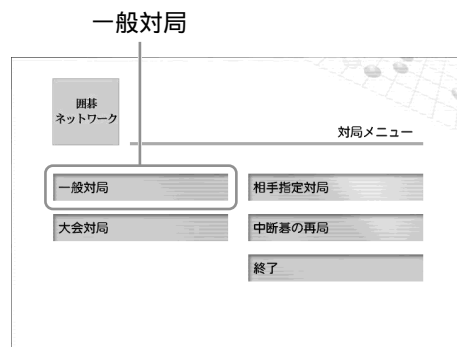 一般対局
囲碁
ネットワーク
対局メニュー
一般対局
相手指定対局
大会対局
中断碁の再局
終了